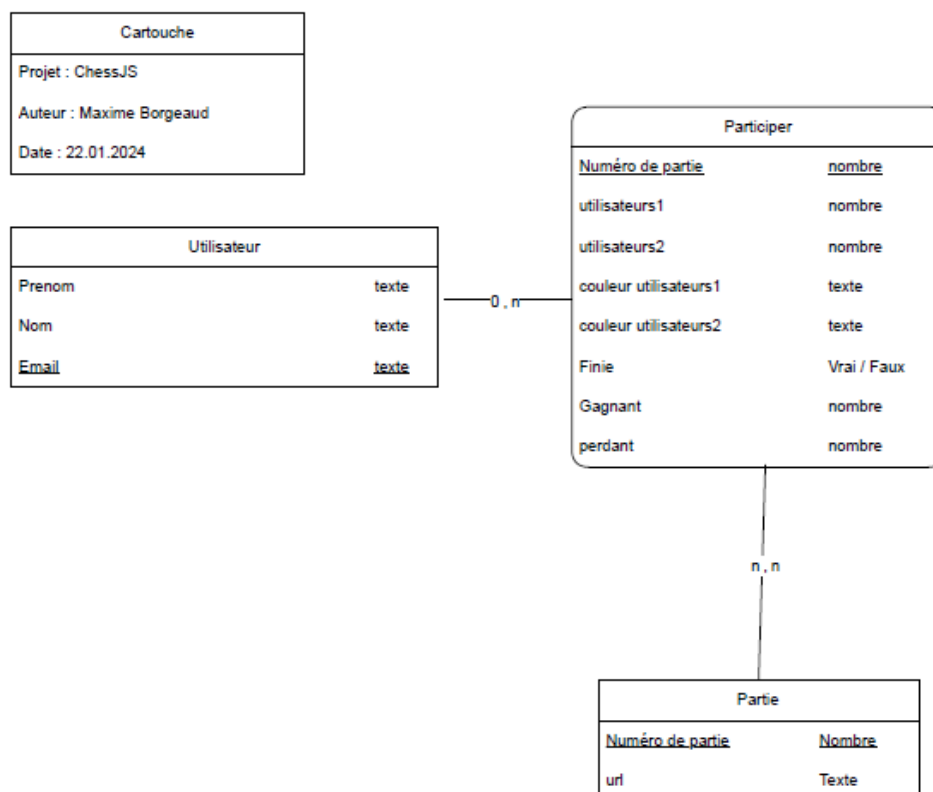 Cartouche
Projet : ChessJS
Auteur : Maxime Borgeaud
Date : 22.01.2024
Participer
Numéro de partie nombre
utilisateurs1 nombre
utilisateurs2 nombre
couleur utilisateurs1 texte
couleur utilisateurs2 texte
Finie Vrai / Faux
Gagnant nombre
perdant nombre
Utilisateur
Prenom texte
Nom texte
Email texte
0 , n
n , n
Partie
Numéro de partie Nombre
url Texte